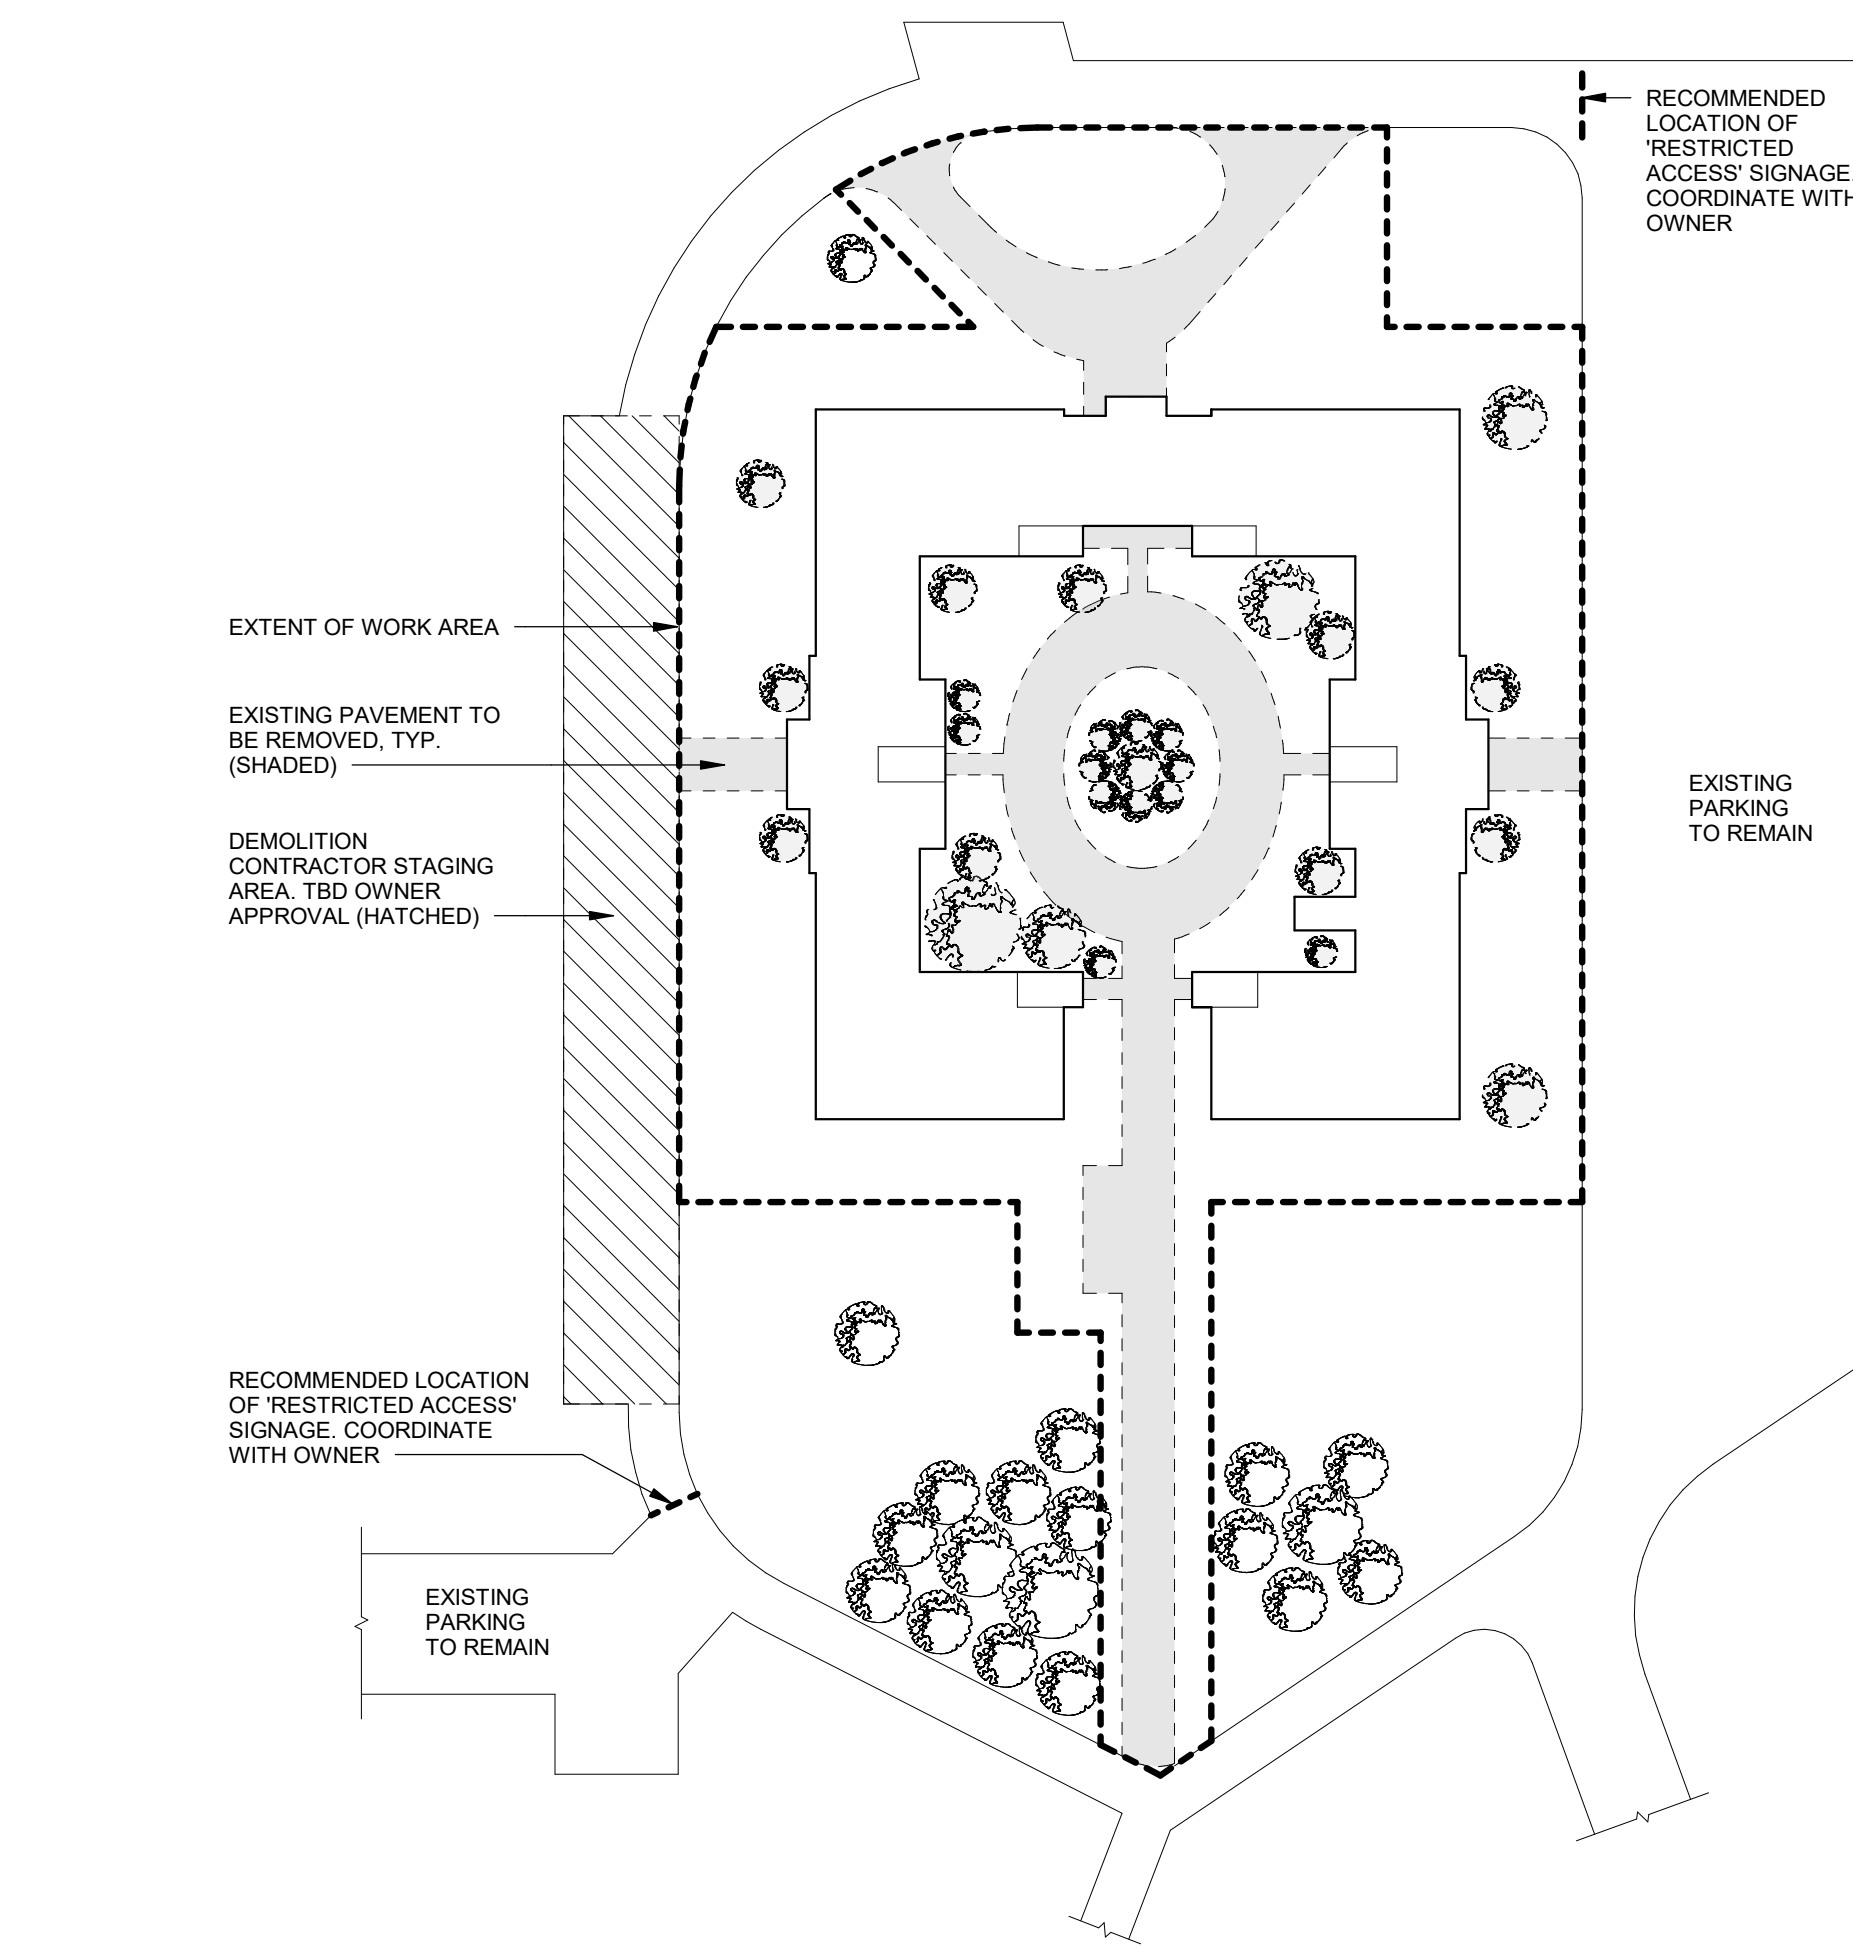 RECOMMENDED
LOCATION OF
'RESTRICTED
ACCESS' SIGNAGE.
COORDINATE WITH
OWNER
EXTENT OF WORK AREA
EXISTING PAVEMENT TO
BE REMOVED, TYP.
(SHADED)
EXISTING
PARKING
TO REMAIN
DEMOLITION
CONTRACTOR STAGING
AREA. TBD OWNER
APPROVAL (HATCHED)
RECOMMENDED LOCATION
OF 'RESTRICTED ACCESS'
SIGNAGE. COORDINATE
WITH OWNER
EXISTING
PARKING
TO REMAIN